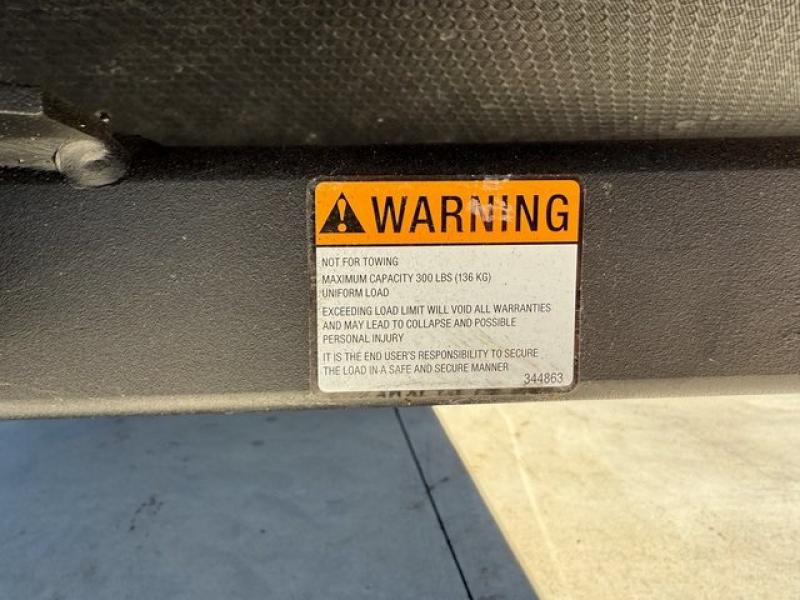 WARNING
NOT FOR TOWING
MAXIMUM CAPACITY 300 LBS (136 KG)
UNIFORM LOAD
EXCEEDING LOAD LIMIT WILL VOID ALL WARRANTIES
AND MAY LEAD TO COLLAPSE AND POSSIBLE
PERSONAL INJURY
IT IS THE END USER'S RESPONSIBILITY TO SECURE
THE LOAD IN A SAFE AND SECURE MANNER
344863